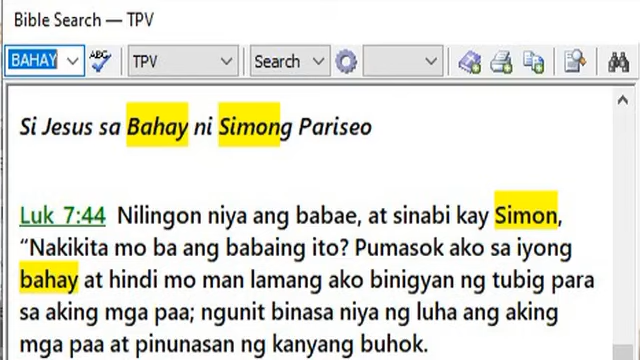 Bible Search — TPV
BAHAY ABC TPV Search
Si Jesus sa Bahay ni Simong Pariseo
Luk 7:44 Nilingon niya ang babae, at sinabi kay Simon,
“Nakikita mo ba ang babaing ito? Pumasok ako sa iyong
bahay at hindi mo man lamang ako binigyan ng tubig para
sa aking mga paa; ngunit binasa niya ng luha ang aking
mga paa at pinunasan ng kanyang buhok.